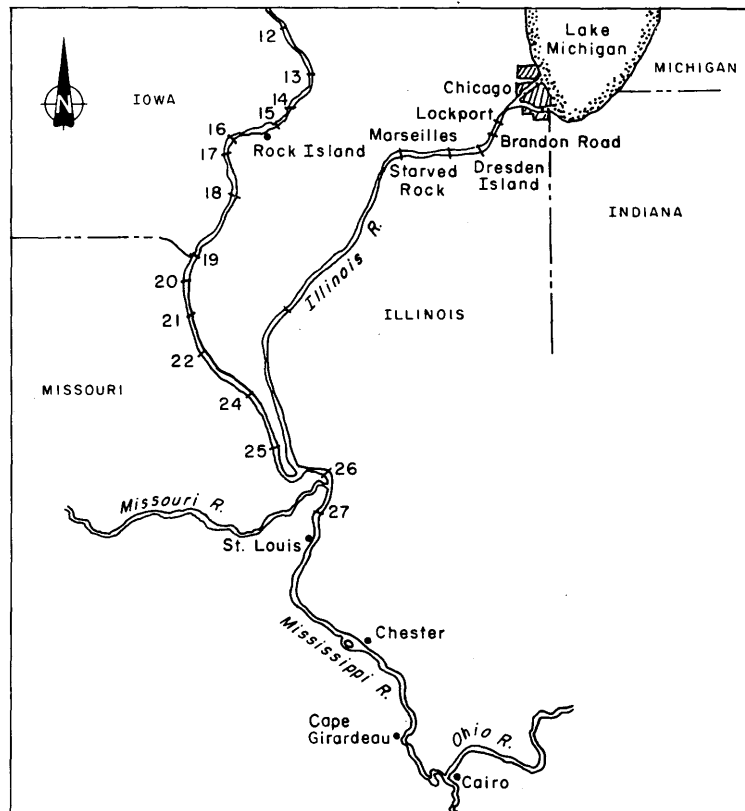 12
Lake
Michigan
MICHIGAN
13
IOWA
Chicago
14
N
15
Lockport
16
Marseilles
Brandon Road
Rock Island
17
Starved
Rock
Dresden
Island
18
INDIANA
19
20
Illinois R.
21
ILLINOIS
22
MISSOURI
24
25
26
Missouri R.
27
St. Louis
Chester
Mississippi R.
Cape
Girardeau
Ohio R.
Cairo